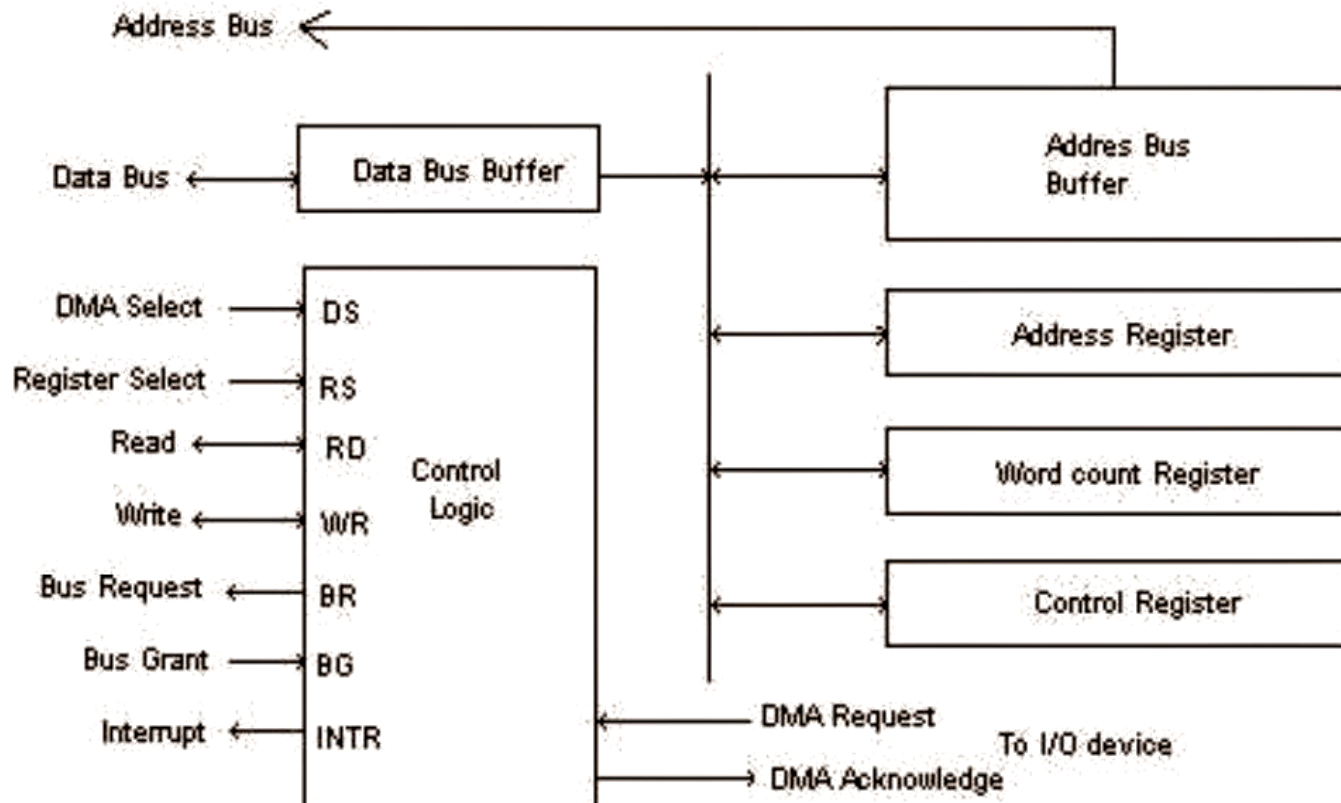 Address Bus
Addres Bus
Buffer
Data Bus
Data Bus Buffer
DMA Select
DS
Address Register
Register Select
RS
Read
RD
Control
Logic
Word count Register
Write
WR
Bus Request
BR
Control Register
Bus Grant
BG
Interrupt
INTR
DMA Request
To I/O device
DMA Acknowledge